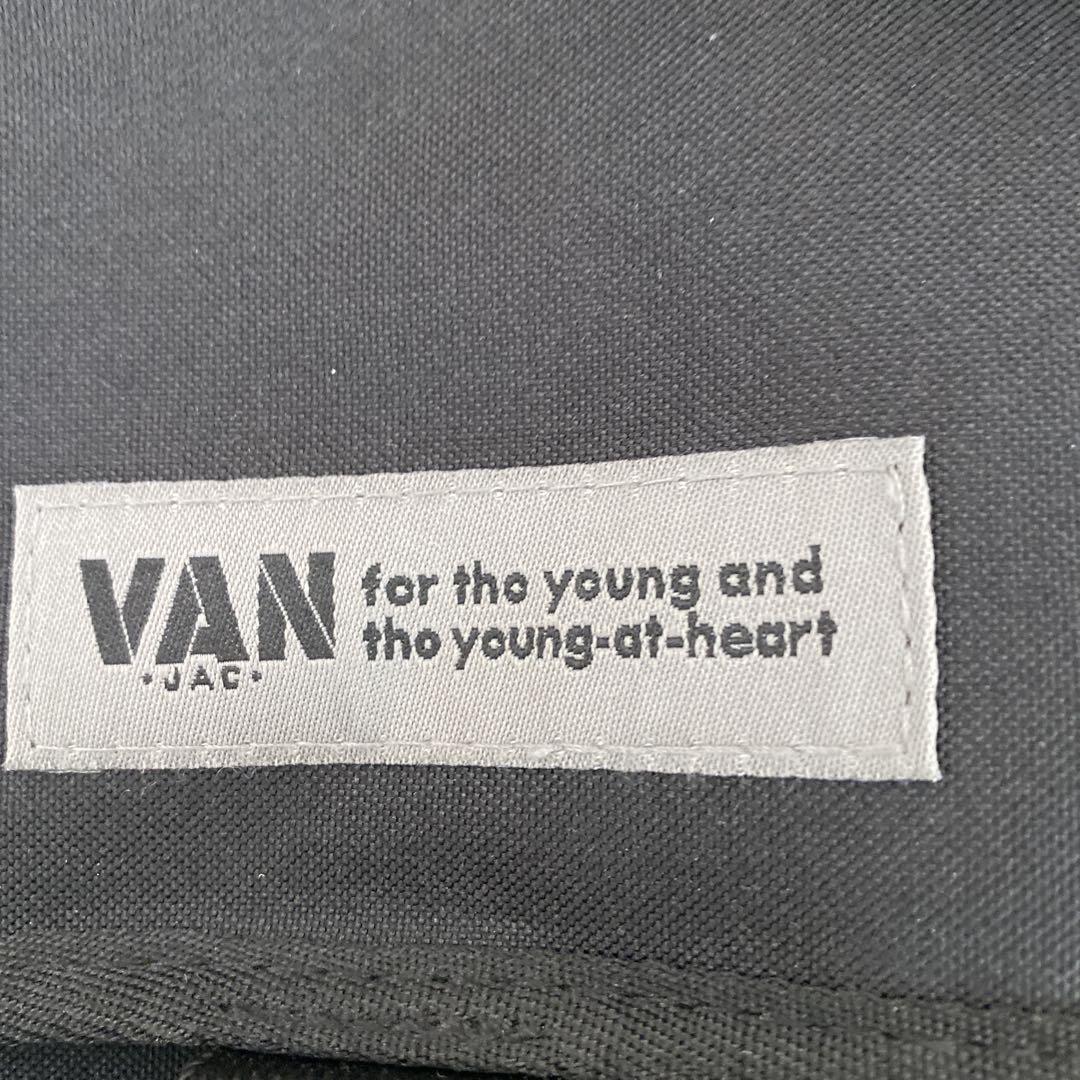 VAN
•JAC•
for tho young and
tho young-at-heart